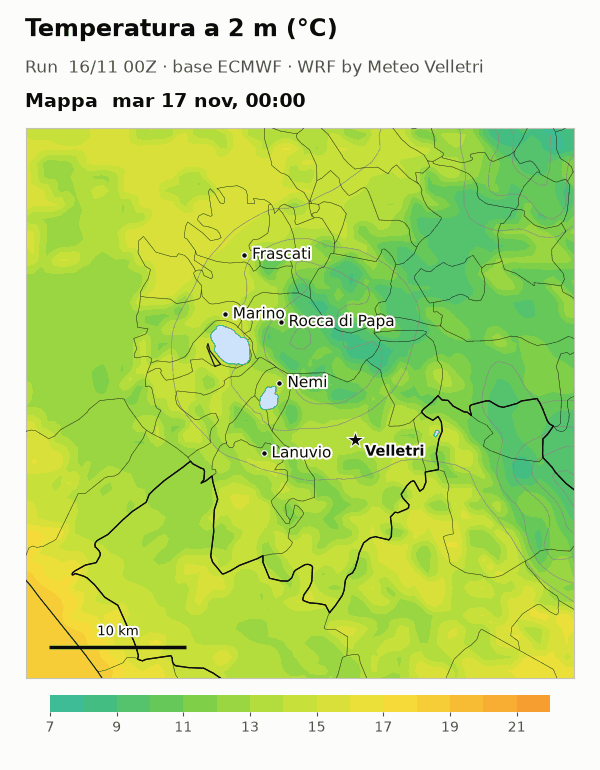 Temperatura a 2 m (°C)
Run 16/11 00Z · base ECMWF · WRF by Meteo Velletri
Mappa mar 17 nov, 00:00
Frascati
Marino
Rocca di Papa
Nemi
Velletri
Lanuvio
10 km
7 9 11 13 15 17 19 21